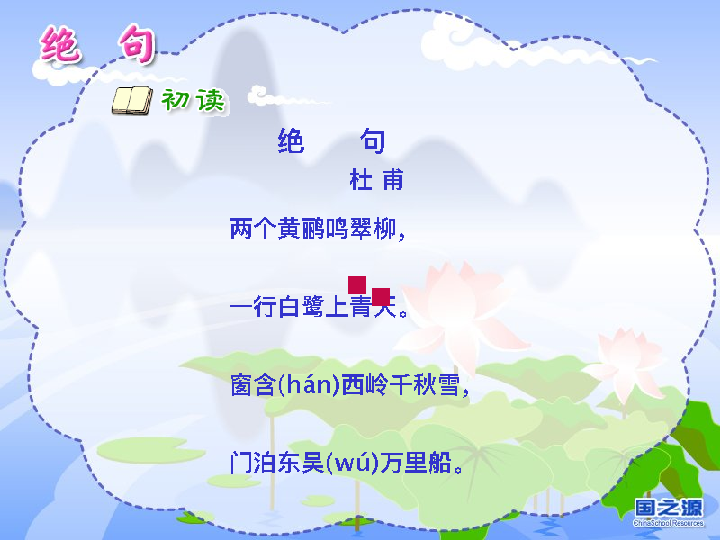 绝 句
初读
绝 句
杜 甫
两个黄鹂鸣翠柳，
一行白鹭上青天。
窗含(hán)西岭千秋雪，
门泊东吴(wú)万里船。
国之源
ChinaSchool Resources